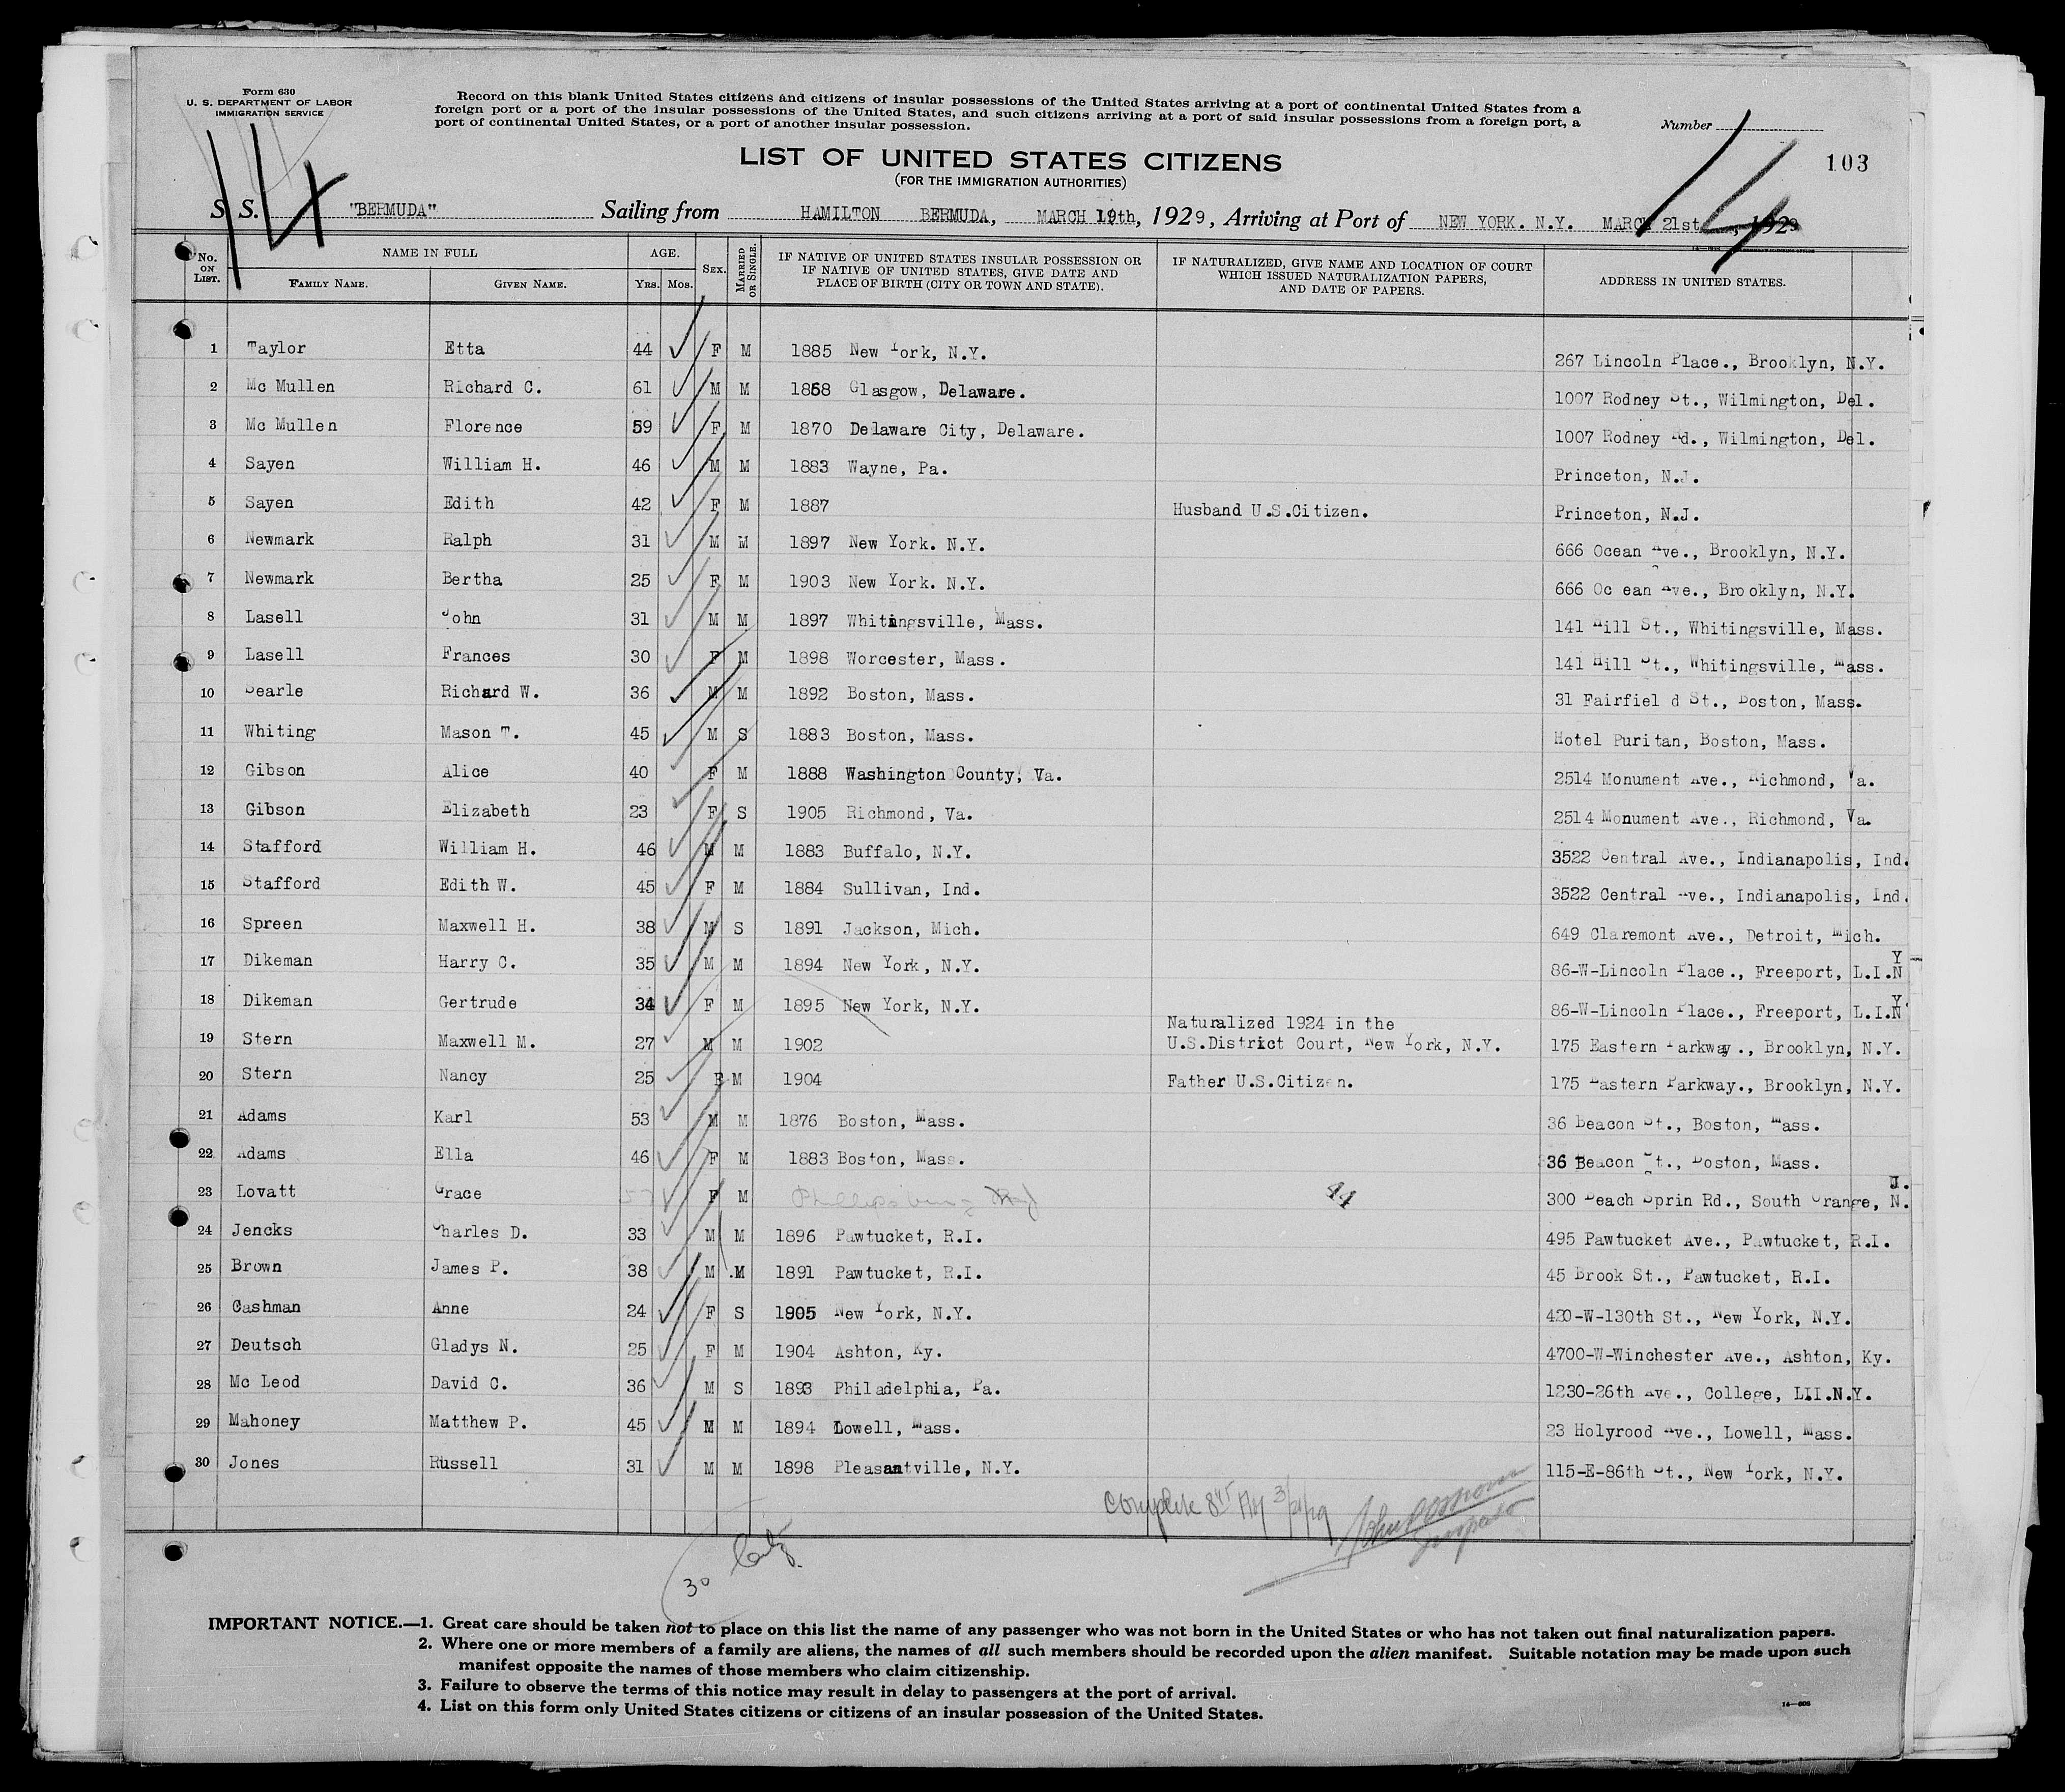 Form 630
U. S. DEPARTMENT OF LABOR
IMMIGRATION SERVICE
Record on this blank United States citizens and citizens of insular possessions of the United States arriving at a port of continental United States from a
foreign port or a port of the insular possessions of the United States, and such citizens arriving at a port of said insular possessions from a foreign port, a
port of continental United States, or a port of another insular possession.
Number
14
14
103
LIST OF UNITED STATES CITIZENS
(FOR THE IMMIGRATION AUTHORITIES)
S. S. "BERMUDA" Sailing from HAMILTON BERMUDA, MARCH 19th, 1929, Arriving at Port of NEW YORK. N.Y. MARCH 21st, 1929
No. ON LIST. NAME IN FULL FAMILY NAME. GIVEN NAME. AGE. YRS. MOS. SEX. MARRIED OR SINGLE. IF NATIVE OF UNITED STATES INSULAR POSSESSION OR IF NATIVE OF UNITED STATES, GIVE DATE AND PLACE OF BIRTH (CITY OR TOWN AND STATE). IF NATURALIZED, GIVE NAME AND LOCATION OF COURT WHICH ISSUED NATURALIZATION PAPERS, AND DATE OF PAPERS. ADDRESS IN UNITED STATES.
1 Taylor Etta 44 F M 1885 New York, N.Y. 267 Lincoln Place., Brooklyn, N.Y.
2 Mc Mullen Richard C. 61 M M 1868 Glasgow, Delaware. 1007 Rodney St., Wilmington, Del.
3 Mc Mullen Florence 59 F M 1870 Delaware City, Delaware. 1007 Rodney Rd., Wilmington, Del.
4 Sayen William H. 46 M M 1883 Wayne, Pa. Princeton, N.J.
5 Sayen Edith 42 F M 1887 Husband U.S.Citizen. Princeton, N.J.
6 Newmark Ralph 31 M M 1897 New York. N.Y. 666 Ocean Ave., Brooklyn, N.Y.
7 Newmark Bertha 25 F M 1903 New York. N.Y. 666 Oc ean Ave., Brooklyn, N.Y.
8 Lasell John 31 M M 1897 Whitingsville, Mass. 141 Hill St., Whitingsville, Mass.
9 Lasell Frances 30 F M 1898 Worcester, Mass. 141 Hill St., Whitingsville, Mass.
10 Searle Richard W. 36 M M 1892 Boston, Mass. 31 Fairfiel d St., Boston, Mass.
11 Whiting Mason T. 45 M S 1883 Boston, Mass. Hotel Puritan, Boston, Mass.
12 Gibson Alice 40 F M 1888 Washington County, Va. 2514 Monument Ave., Richmond, Va.
13 Gibson Elizabeth 23 F S 1905 Richmond, Va. 2514 Monument Ave., Richmond, Va.
14 Stafford William H. 46 M M 1883 Buffalo, N.Y. 3522 Central Ave., Indianapolis, Ind.
15 Stafford Edith W. 45 F M 1884 Sullivan, Ind. 3522 Central Ave., Indianapolis, Ind.
16 Spreen Maxwell H. 38 M S 1891 Jackson, Mich. 649 Claremont Ave., Detroit, Mich.
17 Dikeman Harry C. 35 M M 1894 New York, N.Y. 86-W-Lincoln Place., Freeport, L.I.N Y
18 Dikeman Gertrude 34 F M 1895 New York, N.Y. 86-W-Lincoln Place., Freeport, L.I.N Y.
19 Stern Maxwell M. 27 M M 1902 Naturalized 1924 in the U.S.District Court, New York, N.Y. 175 Eastern Parkway., Brooklyn, N.Y.
20 Stern Nancy 25 F M 1904 Father U.S.Citizen. 175 Eastern Parkway., Brooklyn, N.Y.
21 Adams Karl 53 M M 1876 Boston, Mass. 36 Beacon St., Boston, Mass.
22 Adams Ella 46 F M 1883 Boston, Mass. 36 Beacon St., Boston, Mass.
23 Lovatt Grace 57 F M Phillipsburg 44 300 Beach Sprin Rd., South Orange, N. J.
24 Jencks Charles D. 33 M M 1896 Pawtucket, R.I. 495 Pawtucket Ave., Pawtucket, R.I.
25 Brown James P. 38 M M 1891 Pawtucket, R.I. 45 Brook St., Pawtucket, R.I.
26 Cashman Anne 24 F S 1905 New York, N.Y. 420-W-130th St., New York, N.Y.
27 Deutsch Gladys N. 25 F M 1904 Ashton, Ky. 4700-W-Winchester Ave., Ashton, Ky.
28 Mc Leod David C. 36 M S 1893 Philadelphia, Pa. 1230-26th Ave., College, LII.N.Y.
29 Mahoney Matthew P. 45 M M 1894 Lowell, Mass. 23 Holyrood Ave., Lowell, Mass.
30 Jones Russell 31 M M 1898 Pleasantville, N.Y. 115-E-86th St., New York, N.Y.
Complete 8 45 AM 3/21/29
30
IMPORTANT NOTICE.—1. Great care should be taken not to place on this list the name of any passenger who was not born in the United States or who has not taken out final naturalization papers.
2. Where one or more members of a family are aliens, the names of all such members should be recorded upon the alien manifest. Suitable notation may be made upon such
manifest opposite the names of those members who claim citizenship.
3. Failure to observe the terms of this notice may result in delay to passengers at the port of arrival.
4. List on this form only United States citizens or citizens of an insular possession of the United States.